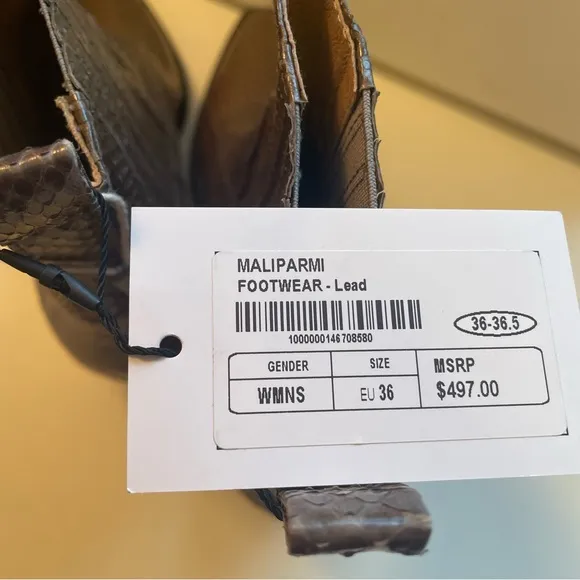 MALIPARMI
FOOTWEAR - Lead
1000000146708580
36-36.5
GENDER SIZE MSRP
WMNS EU 36 $497.00